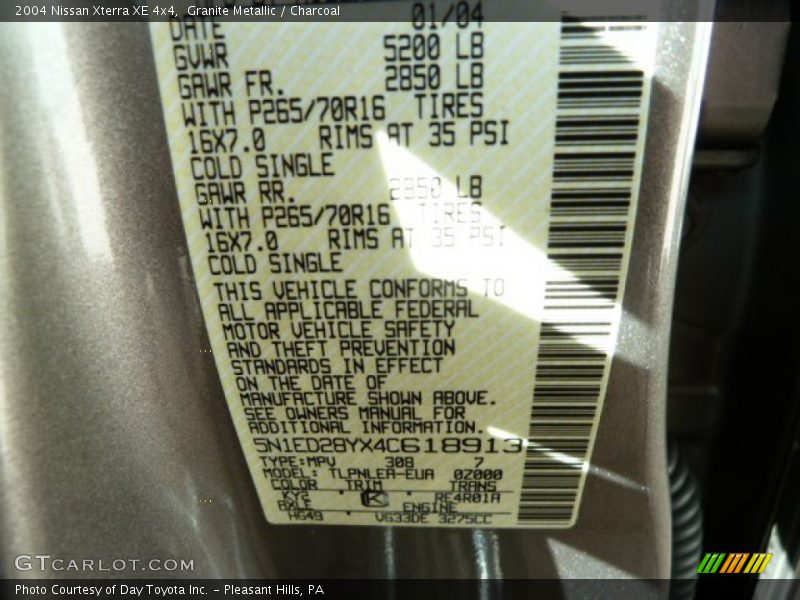 2004 Nissan Xterra XE 4x4, Granite Metallic / Charcoal
DATE 01/04
GVWR 5200 LB
GAWR FR. 2850 LB
WITH P265/70R16 TIRES
16X7.0 RIMS AT 35 PSI
COLD SINGLE
GAWR RR. 2850 LB
WITH P265/70R16 TIRES
16X7.0 RIMS AT 35 PSI
COLD SINGLE
THIS VEHICLE CONFORMS TO
ALL APPLICABLE FEDERAL
MOTOR VEHICLE SAFETY
AND THEFT PREVENTION
STANDARDS IN EFFECT
ON THE DATE OF
MANUFACTURE SHOWN ABOVE.
SEE OWNERS MANUAL FOR
ADDITIONAL INFORMATION.
5N1ED28YX4C618913
TYPE:MPV 308 7
MODEL: TLPNLEA-EUA 0Z000
COLOR TRIM TRANS
KY2 K RE4R01A
AXLE ENGINE
HG49 VG33DE 3275CC
GTCARLOT.COM
Photo Courtesy of Day Toyota Inc. - Pleasant Hills, PA